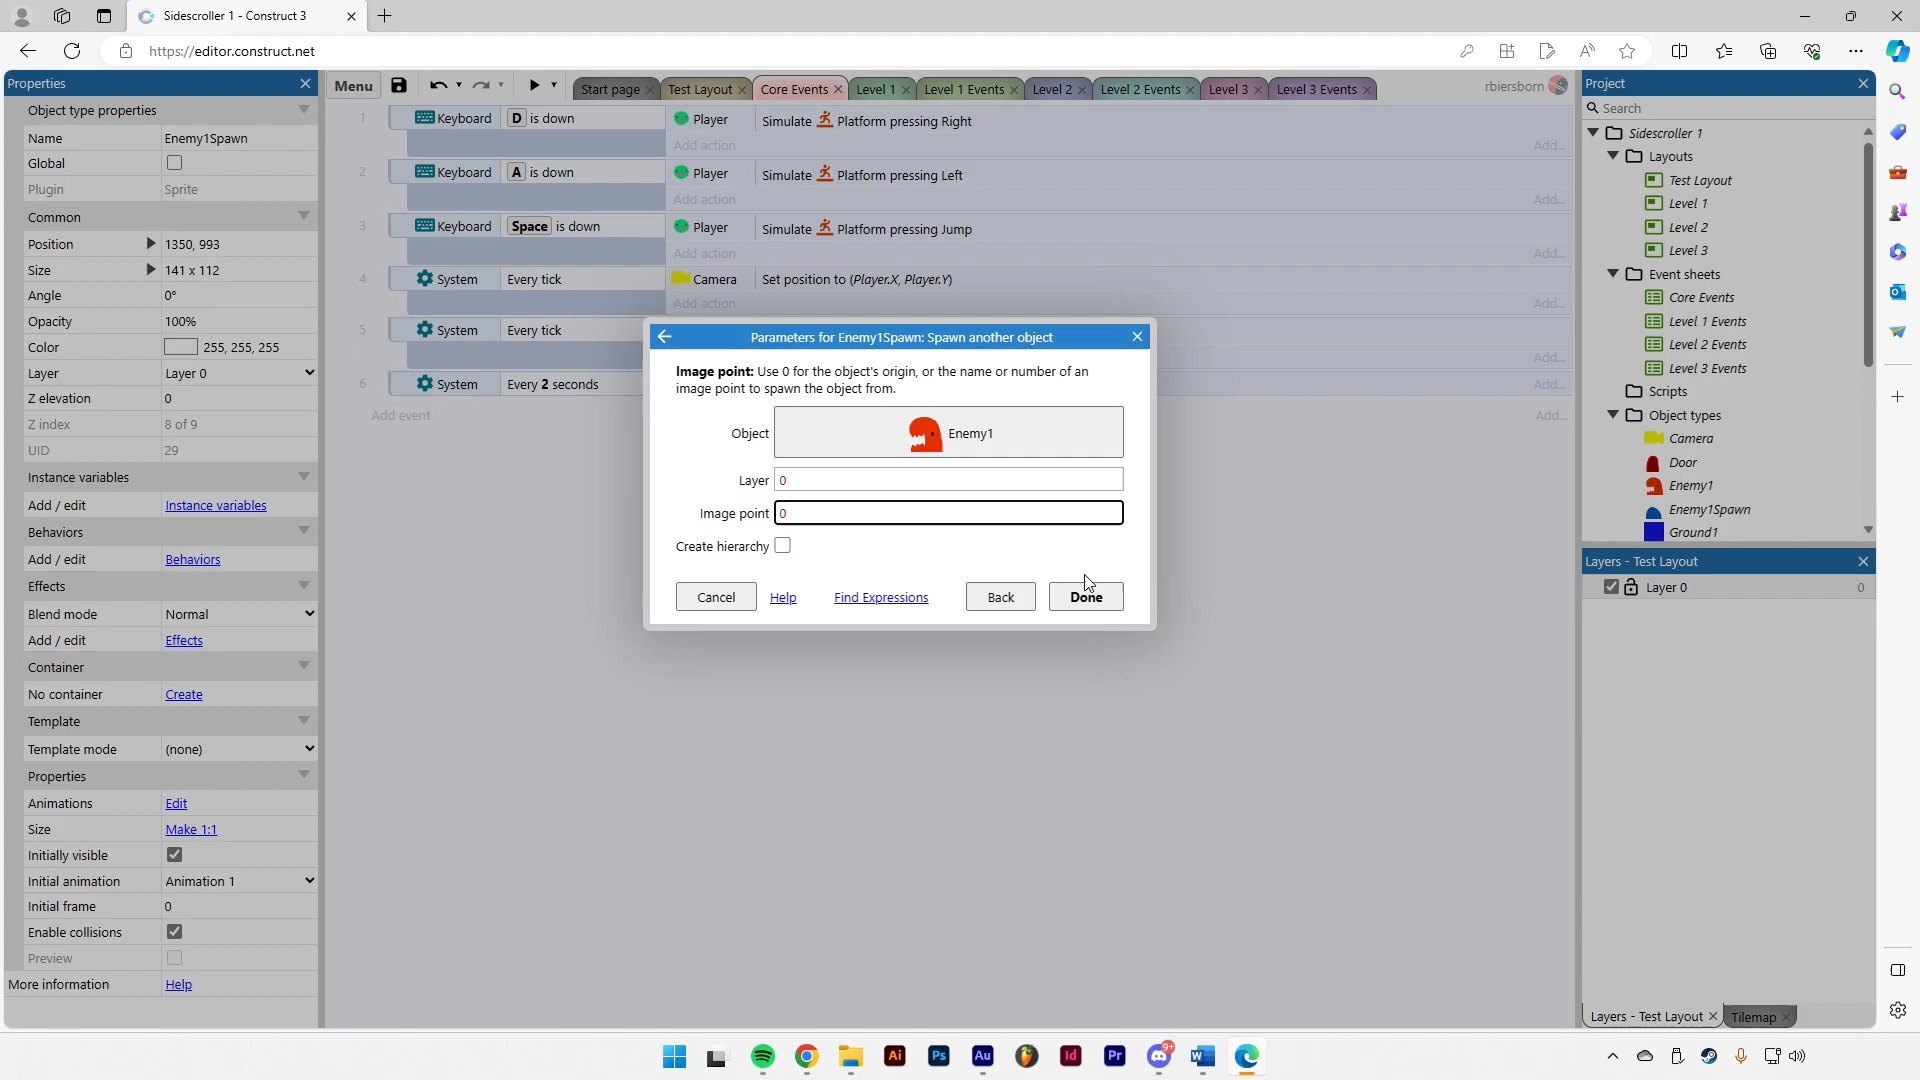 Sidescroller 1 - Construct 3
https://editor.construct.net
Properties
Object type properties
Name Enemy1Spawn
Global
Plugin Sprite
Common
Position 1350, 993
Size 141 x 112
Angle 0°
Opacity 100%
Color 255, 255, 255
Layer Layer 0
Z elevation 0
Z index 8 of 9
UID 29
Instance variables
Add / edit Instance variables
Behaviors
Add / edit Behaviors
Effects
Blend mode Normal
Add / edit Effects
Container
No container Create
Template
Template mode (none)
Properties
Animations Edit
Size Make 1:1
Initially visible
Initial animation Animation 1
Initial frame 0
Enable collisions
Preview
More information Help
Menu
Start page Test Layout Core Events Level 1 Level 1 Events Level 2 Level 2 Events Level 3 Level 3 Events
rbiersborn
1 Keyboard D is down Player Simulate Platform pressing Right
Add action Add...
2 Keyboard A is down Player Simulate Platform pressing Left
Add action Add...
3 Keyboard Space is down Player Simulate Platform pressing Jump
Add action Add...
4 System Every tick Camera Set position to (Player.X, Player.Y)
Add action Add...
5 System Every tick
Add...
6 System Every 2 seconds
Add...
Add event Add...
Parameters for Enemy1Spawn: Spawn another object
Image point: Use 0 for the object's origin, or the name or number of an
image point to spawn the object from.
Object Enemy1
Layer 0
Image point 0
Create hierarchy
Cancel Help Find Expressions Back Done
Project
Search
Sidescroller 1
Layouts
Test Layout
Level 1
Level 2
Level 3
Event sheets
Core Events
Level 1 Events
Level 2 Events
Level 3 Events
Scripts
Object types
Camera
Door
Enemy1
Enemy1Spawn
Ground1
Layers - Test Layout
Layer 0 0
Layers - Test Layout Tilemap
Ai Ps Au Id Pr 9+